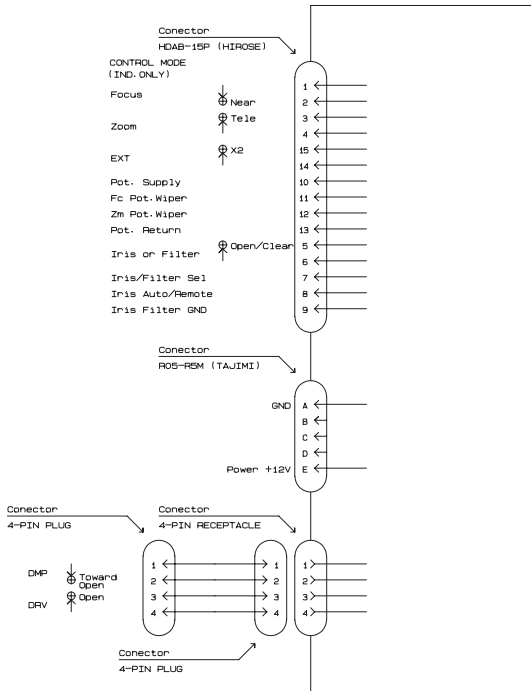 Conector
HDAB-15P (HIROSE)
CONTROL MODE
(IND.ONLY)
1
Focus
Near
2
Tele
3
Zoom
4
X2
15
EXT
14
Pot. Supply
10
Fc Pot.Wiper
11
Zm Pot.Wiper
12
Pot. Return
13
Open/Clear
5
Iris or Filter
6
Iris/Filter Sel
7
Iris Auto/Remote
8
Iris Filter GND
9
Conector
R05-R5M (TAJIMI)
GND
A
B
C
D
Power +12V
E
Conector
4-PIN PLUG
Conector
4-PIN RECEPTACLE
DMP
Toward
Open
DRV
Open
1 1 1
2 2 2
3 3 3
4 4 4
Conector
4-PIN PLUG